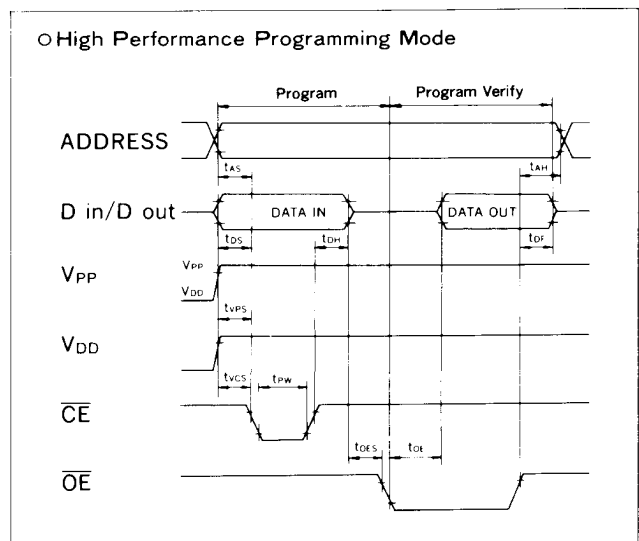 ○ High Performance Programming Mode
Program
Program Verify
ADDRESS
tAS
tAH
D in/D out
DATA IN
DATA OUT
tDS
tDH
tDF
VPP
VPP
VDD
tVPS
VDD
tVCS
tPW
CE
tOES
tOE
OE